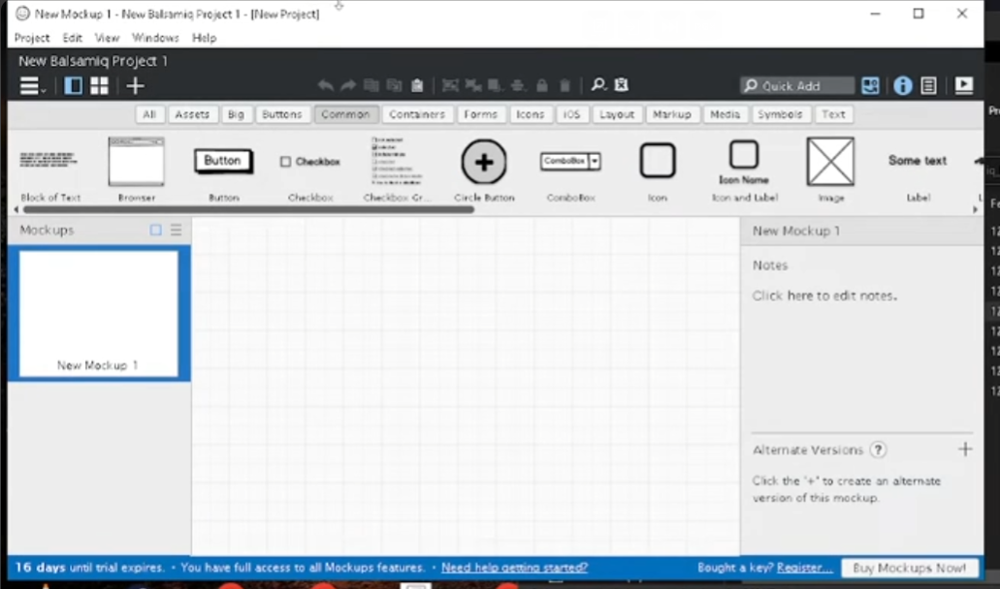 New Mockup 1 - New Balsamiq Project 1 - [New Project]
Project Edit View Windows Help
New Balsamiq Project 1
Quick Add
All Assets Big Buttons Common Containers Forms Icons iOS Layout Markup Media Symbols Text
Button Checkbox ComboBox Icon Name Some text
Block of Text Browser Button Checkbox Checkbox Gr... Circle Button ComboBox Icon Icon and Label Image Label
Mockups
New Mockup 1
New Mockup 1
Notes
Click here to edit notes.
Alternate Versions ?
Click the '+' to create an alternate
version of this mockup.
16 days until trial expires. • You have full access to all Mockups features. • Need help getting started? Bought a key? Register... Buy Mockups Now!